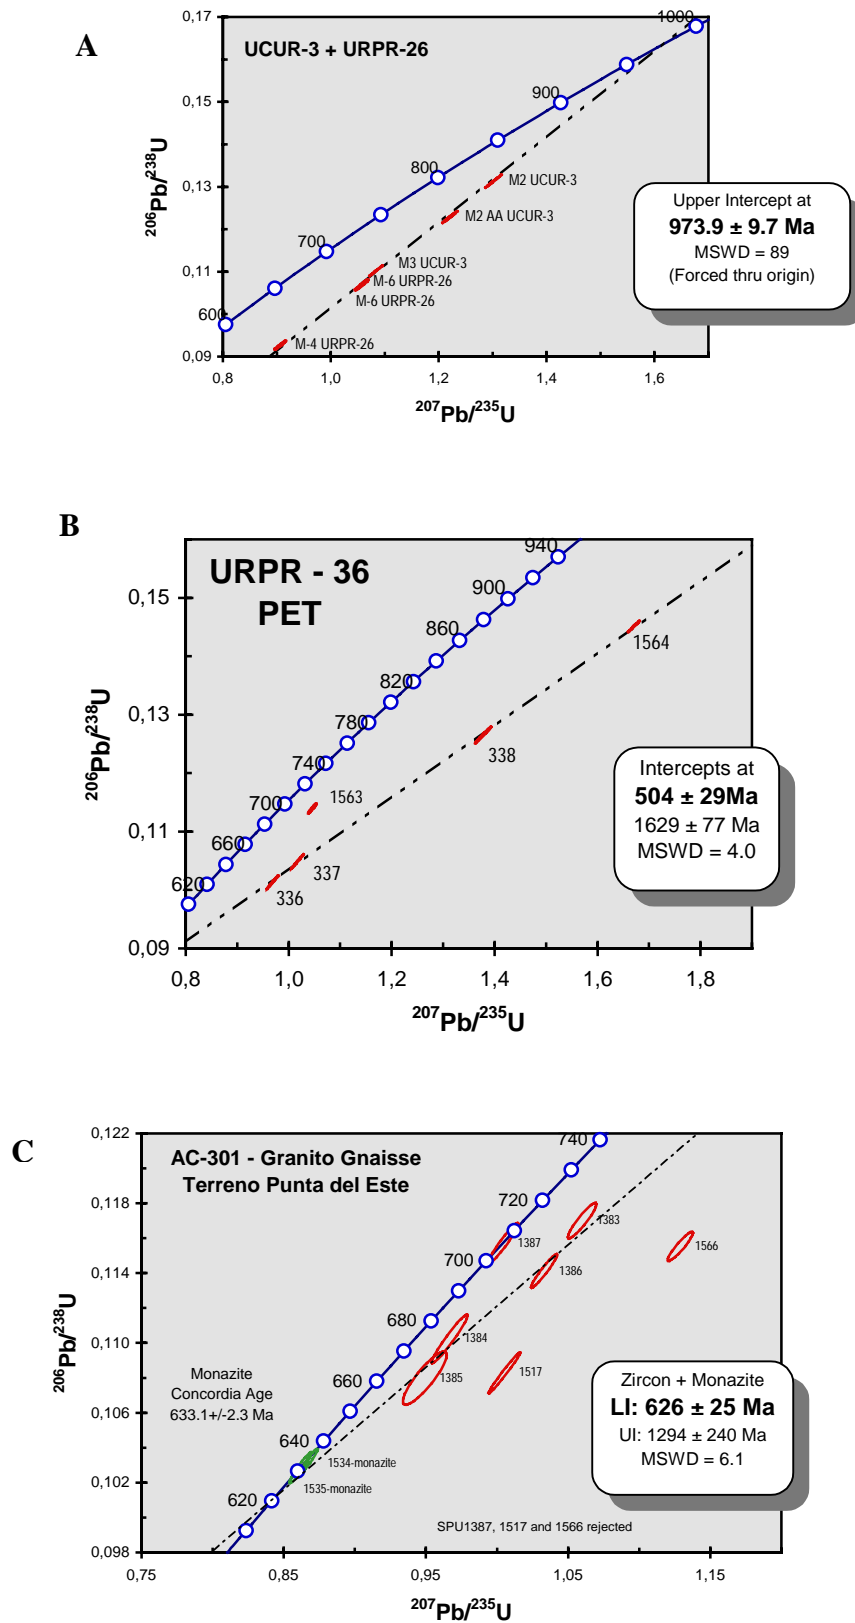 A
UCUR-3 + URPR-26
0,17
0,15
0,13
0,11
0,09
206Pb/238U
1000
900
800
700
600
M2 UCUR-3
M2 AA UCUR-3
M3 UCUR-3
M-6 URPR-26
M-6 URPR-26
M-4 URPR-26
0,8
1,0
1,2
1,4
1,6
207Pb/235U
Upper Intercept at
973.9 ± 9.7 Ma
MSWD = 89
(Forced thru origin)
B
URPR - 36
PET
0,15
0,13
0,11
0,09
206Pb/238U
940
900
860
820
780
740
700
660
620
1564
338
1563
337
336
0,8
1,0
1,2
1,4
1,6
1,8
207Pb/235U
Intercepts at
504 ± 29Ma
1629 ± 77 Ma
MSWD = 4.0
C
AC-301 - Granito Gnaisse
Terreno Punta del Este
0,122
0,118
0,114
0,110
0,106
0,102
0,098
206Pb/238U
740
720
700
680
660
640
620
1383
1387
1566
1386
1384
1385
1517
Monazite
Concordia Age
633.1+/-2.3 Ma
1534-monazite
1535-monazite
SPU1387, 1517 and 1566 rejected
0,75
0,85
0,95
1,05
1,15
207Pb/235U
Zircon + Monazite
LI: 626 ± 25 Ma
UI: 1294 ± 240 Ma
MSWD = 6.1